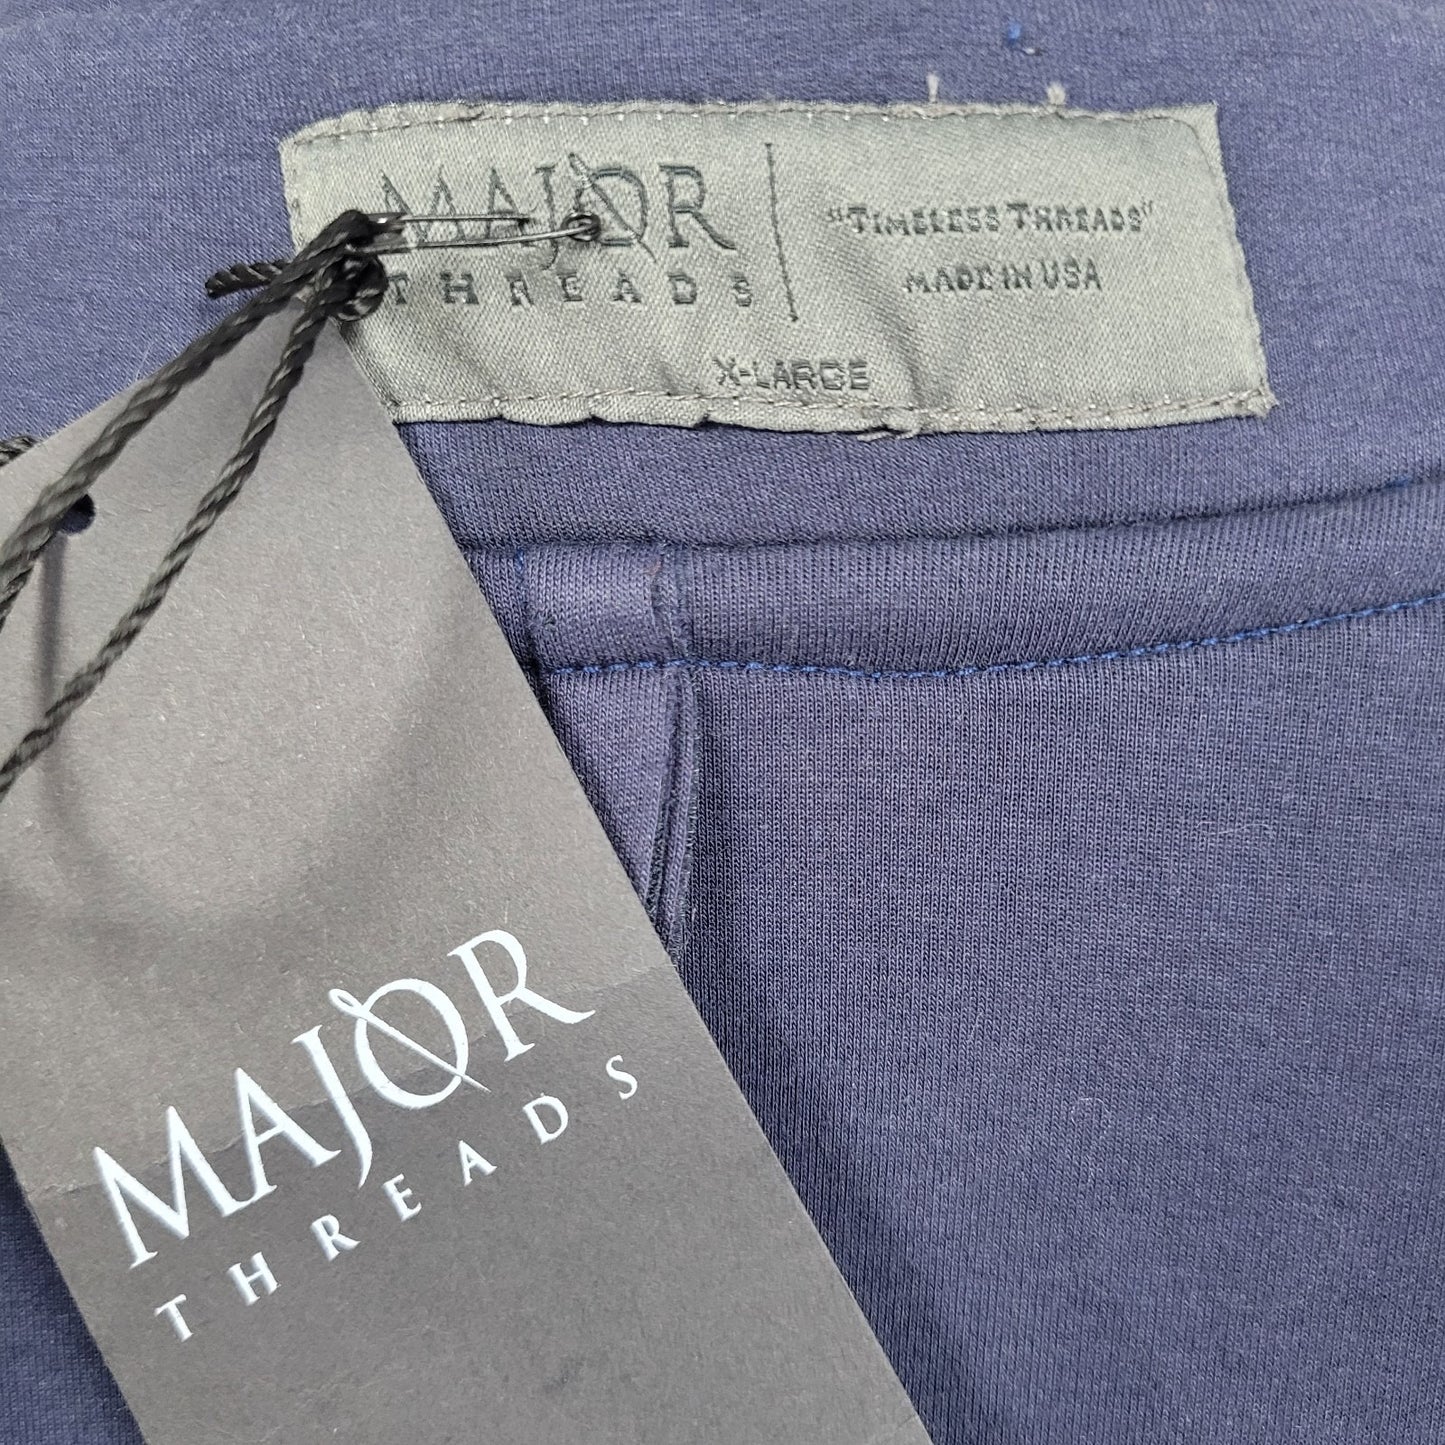 MAJOR
THREADS
"TIMELESS THREADS"
MADE IN USA
X-LARGE
MAJOR
THREADS